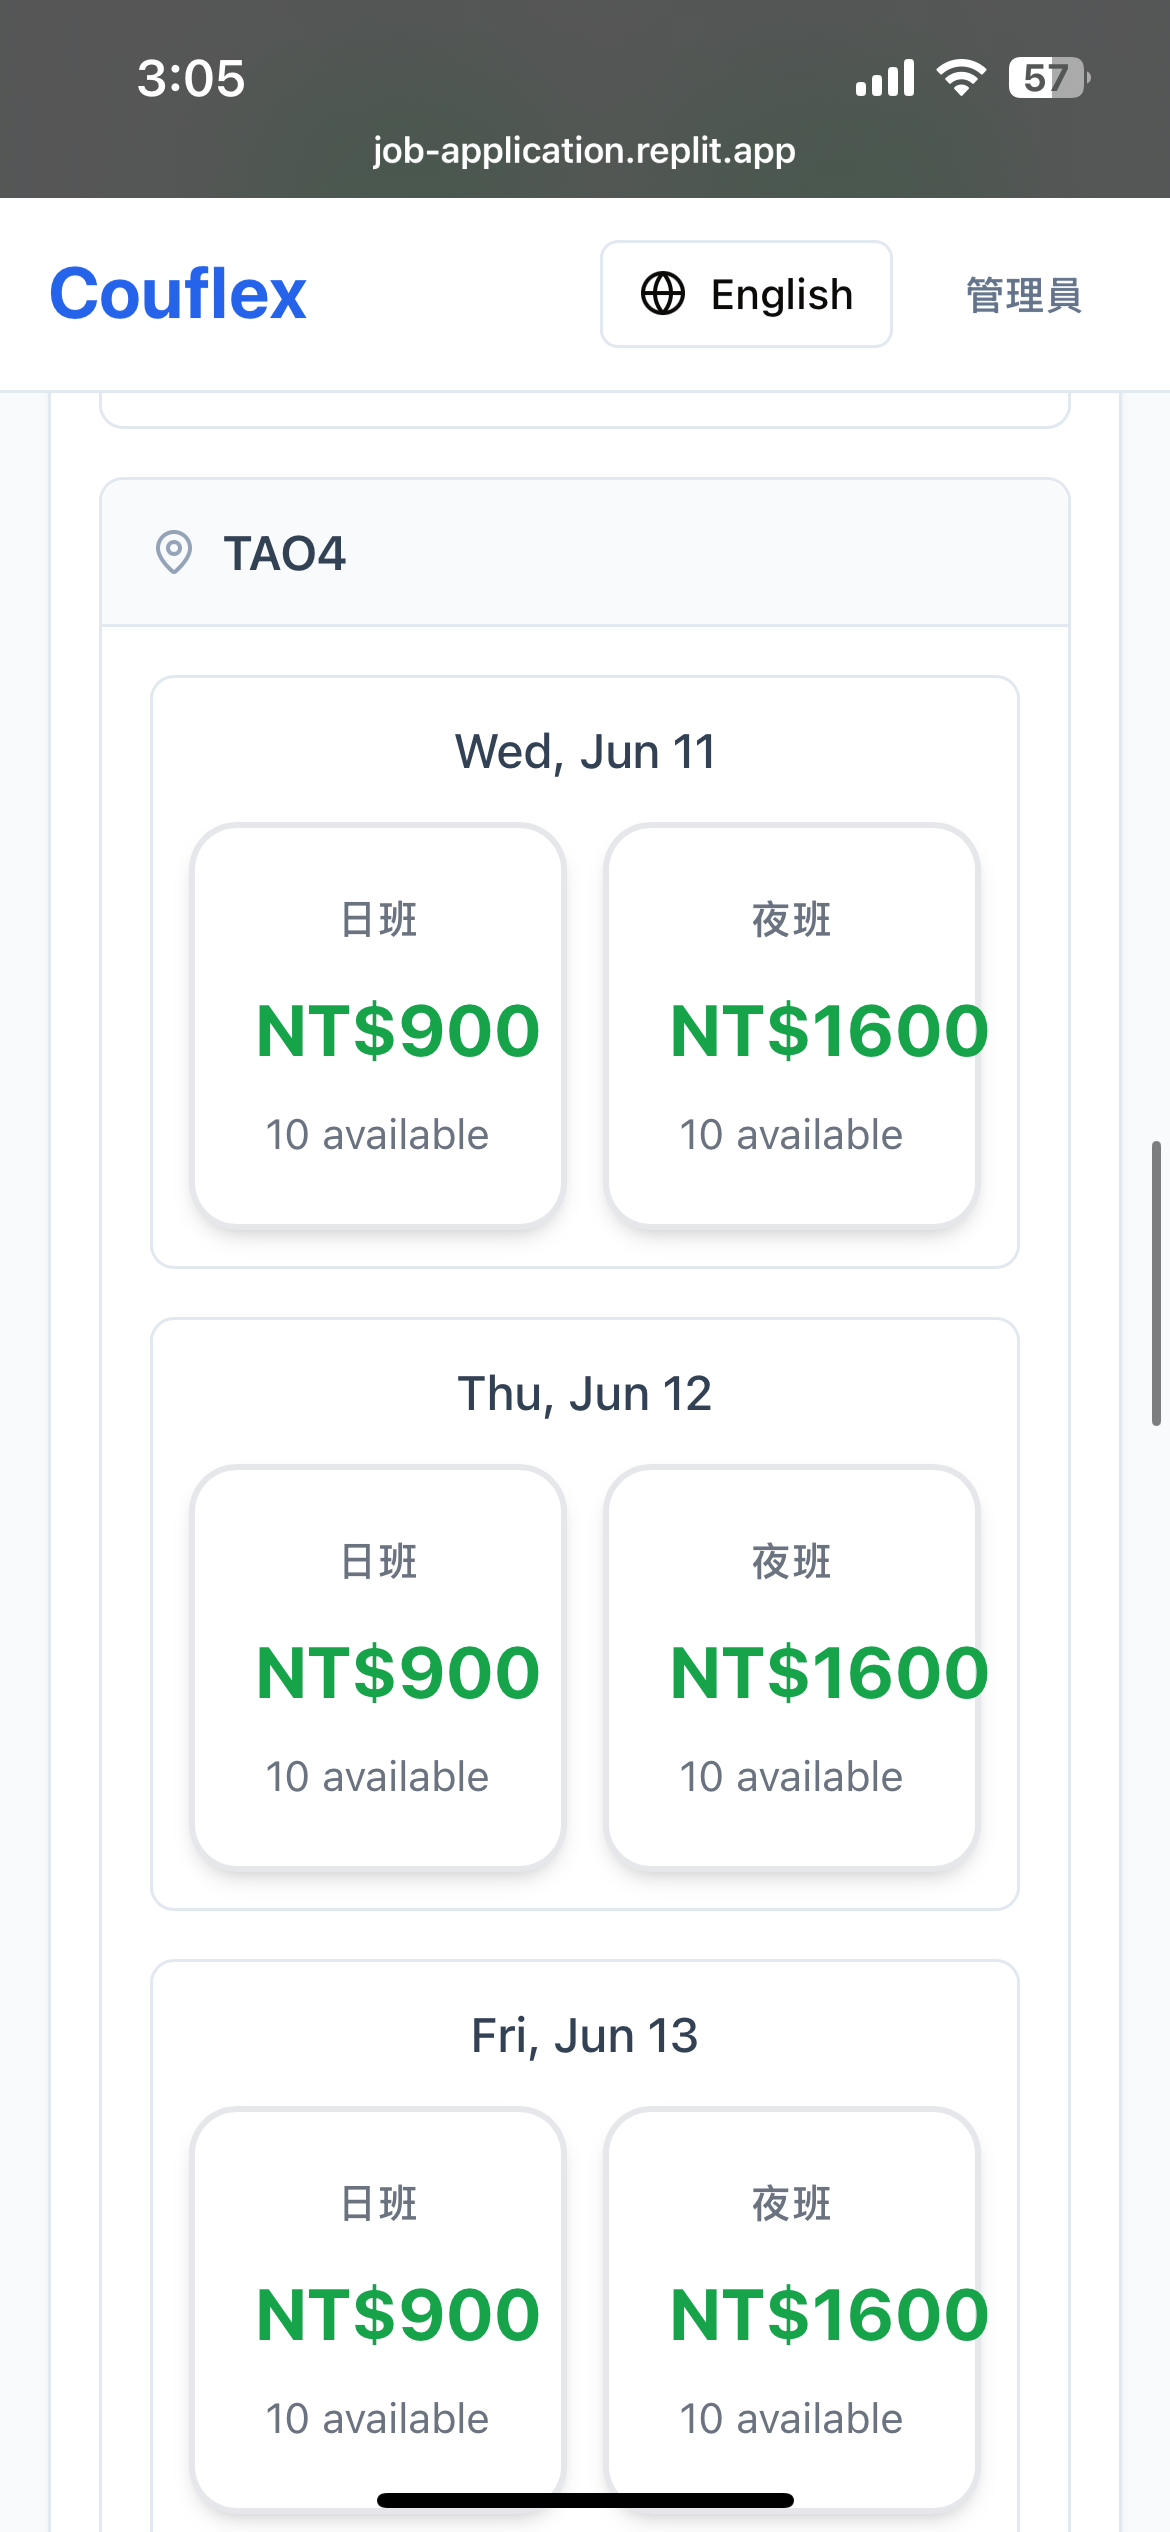 3:05
57
job-application.replit.app
Couflex
English
管理員
TAO4
Wed, Jun 11
日班
夜班
NT$900
NT$1600
10 available
10 available
Thu, Jun 12
日班
夜班
NT$900
NT$1600
10 available
10 available
Fri, Jun 13
日班
夜班
NT$900
NT$1600
10 available
10 available